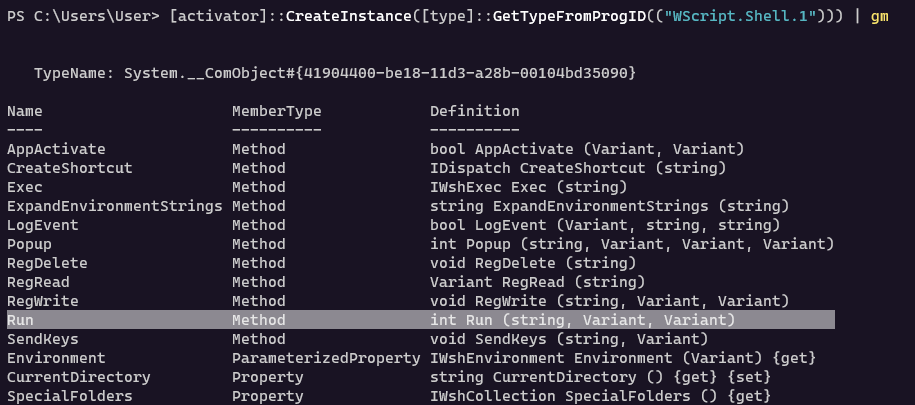 PS C:\Users\User> [activator]::CreateInstance([type]::GetTypeFromProgID(("WScript.Shell.1"))) | gm
TypeName: System.__ComObject#{41904400-be18-11d3-a28b-00104bd35090}
Name MemberType Definition
---- ---------- ----------
AppActivate Method bool AppActivate (Variant, Variant)
CreateShortcut Method IDispatch CreateShortcut (string)
Exec Method IWshExec Exec (string)
ExpandEnvironmentStrings Method string ExpandEnvironmentStrings (string)
LogEvent Method bool LogEvent (Variant, string, string)
Popup Method int Popup (string, Variant, Variant, Variant)
RegDelete Method void RegDelete (string)
RegRead Method Variant RegRead (string)
RegWrite Method void RegWrite (string, Variant, Variant)
Run Method int Run (string, Variant, Variant)
SendKeys Method void SendKeys (string, Variant)
Environment ParameterizedProperty IWshEnvironment Environment (Variant) {get}
CurrentDirectory Property string CurrentDirectory () {get} {set}
SpecialFolders Property IWshCollection SpecialFolders () {get}